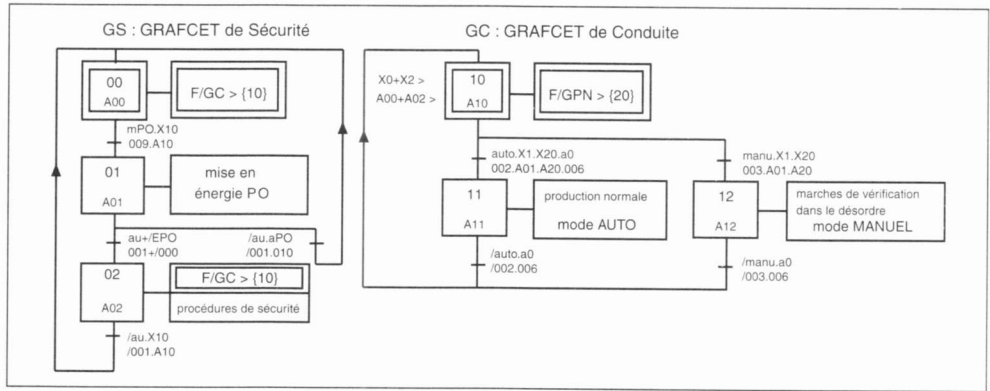 GS : GRAFCET de Sécurité
00
A00
F/GC > {10}
mPO.X10
009.A10
01
A01
mise en
énergie PO
au+/EPO
001+/000
/au.aPO
/001.010
02
A02
F/GC > {10}
procédures de sécurité
/au.X10
/001.A10
GC : GRAFCET de Conduite
X0+X2 >
A00+A02 >
10
A10
F/GPN > {20}
auto.X1.X20.a0
002.A01.A20.006
manu.X1.X20
003.A01.A20
11
A11
production normale
mode AUTO
12
A12
marches de vérification
dans le désordre
mode MANUEL
/auto.a0
/002.006
/manu.a0
/003.006